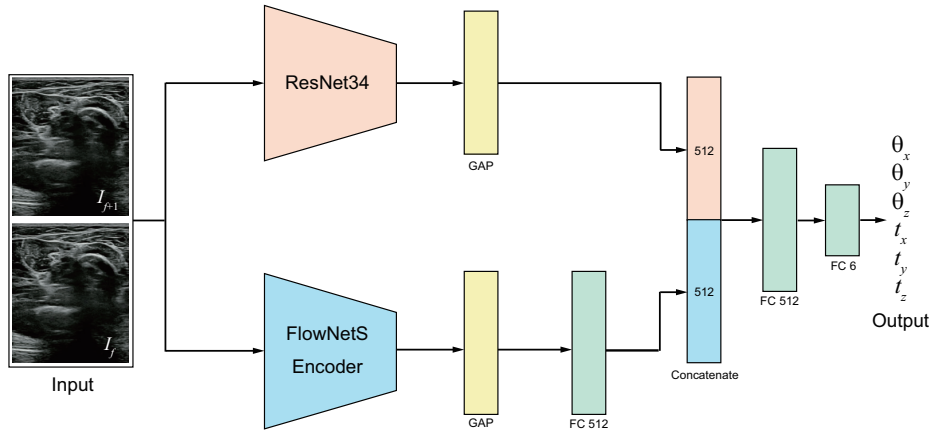 I_{f+1}
I_f
Input
ResNet34
GAP
FlowNetS
Encoder
GAP
FC 512
512
512
Concatenate
FC 512
FC 6
θ_x
θ_y
θ_z
t_x
t_y
t_z
Output